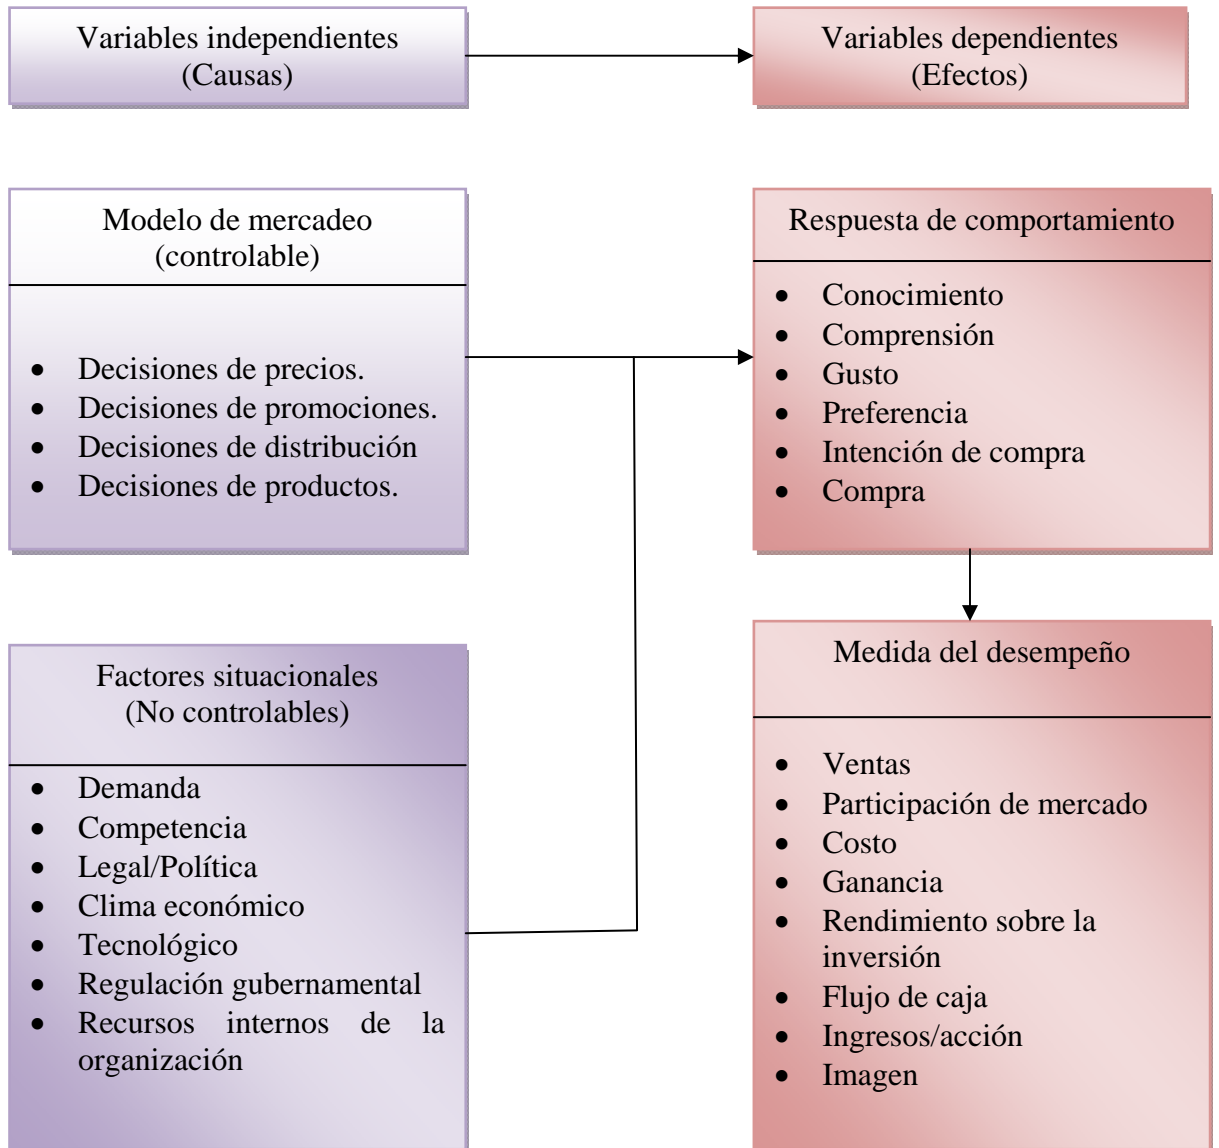 Variables independientes
(Causas)
Variables dependientes
(Efectos)
Modelo de mercadeo
(controlable)
• Decisiones de precios.
• Decisiones de promociones.
• Decisiones de distribución
• Decisiones de productos.
Respuesta de comportamiento
• Conocimiento
• Comprensión
• Gusto
• Preferencia
• Intención de compra
• Compra
Factores situacionales
(No controlables)
• Demanda
• Competencia
• Legal/Política
• Clima económico
• Tecnológico
• Regulación gubernamental
• Recursos internos de la
organización
Medida del desempeño
• Ventas
• Participación de mercado
• Costo
• Ganancia
• Rendimiento sobre la
inversión
• Flujo de caja
• Ingresos/acción
• Imagen